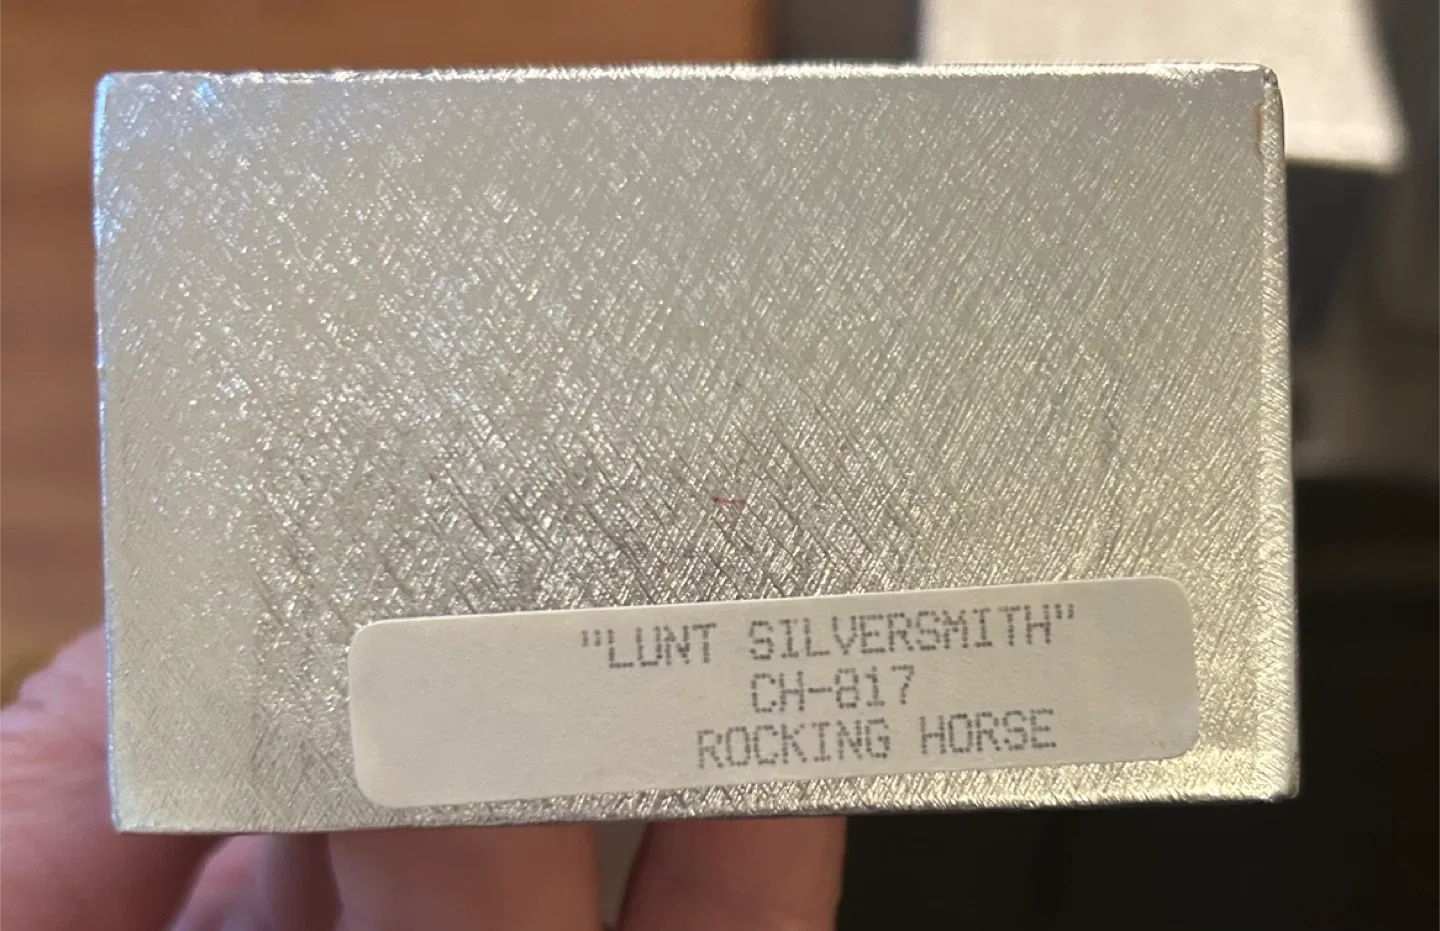 "LUNT SILVERSMITH"
CH-817
ROCKING HORSE